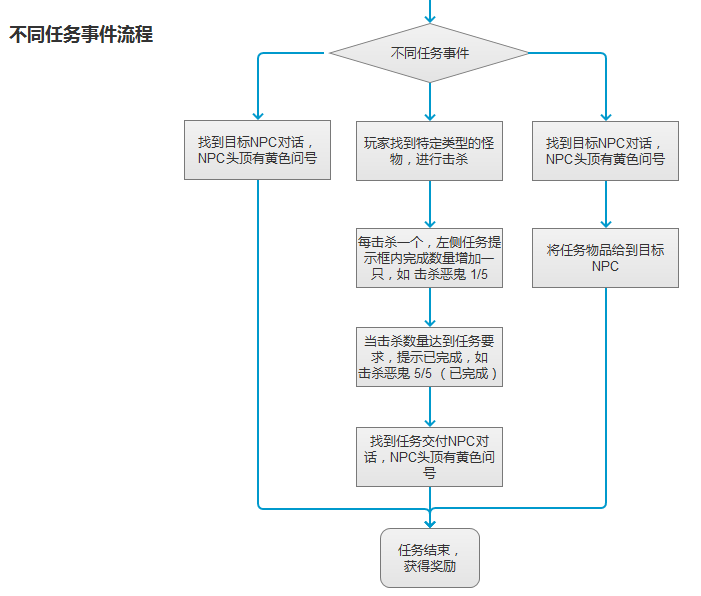 不同任务事件流程
不同任务事件
找到目标NPC对话，
NPC头顶有黄色问号
玩家找到特定类型的怪
物，进行击杀
每击杀一个，左侧任务提
示框内完成数量增加一
只，如 击杀恶鬼 1/5
当击杀数量达到任务要
求，提示已完成，如
击杀恶鬼 5/5 （已完成）
找到任务交付NPC对
话，NPC头顶有黄色问
号
找到目标NPC对话，
NPC头顶有黄色问号
将任务物品给到目标
NPC
任务结束，
获得奖励